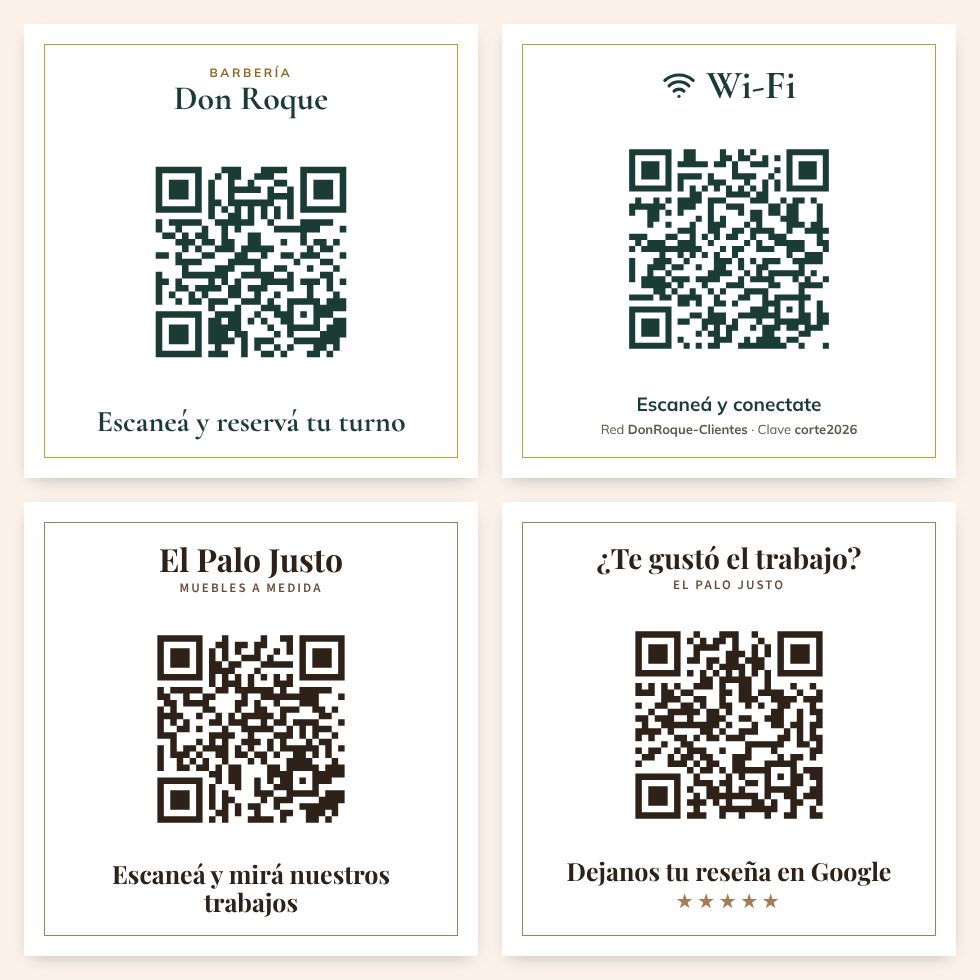 BARBERÍA
Don Roque
Escaneá y reservá tu turno
Wi-Fi
Escaneá y conectate
Red DonRoque-Clientes · Clave corte2026
El Palo Justo
MUEBLES A MEDIDA
Escaneá y mirá nuestros
trabajos
¿Te gustó el trabajo?
EL PALO JUSTO
Dejanos tu reseña en Google
★★★★★